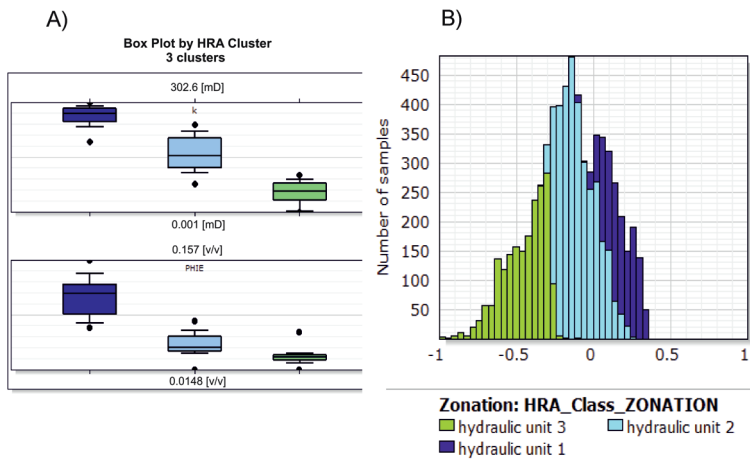 A)
Box Plot by HRA Cluster
3 clusters
302.6 [mD]
k
0.001 [mD]
0.157 [v/v]
PHIE
0.0148 [v/v]
B)
Number of samples
450
400
350
300
250
200
150
100
50
-1 -0.5 0 0.5 1
Zonation: HRA_Class_ZONATION
hydraulic unit 3 hydraulic unit 2
hydraulic unit 1